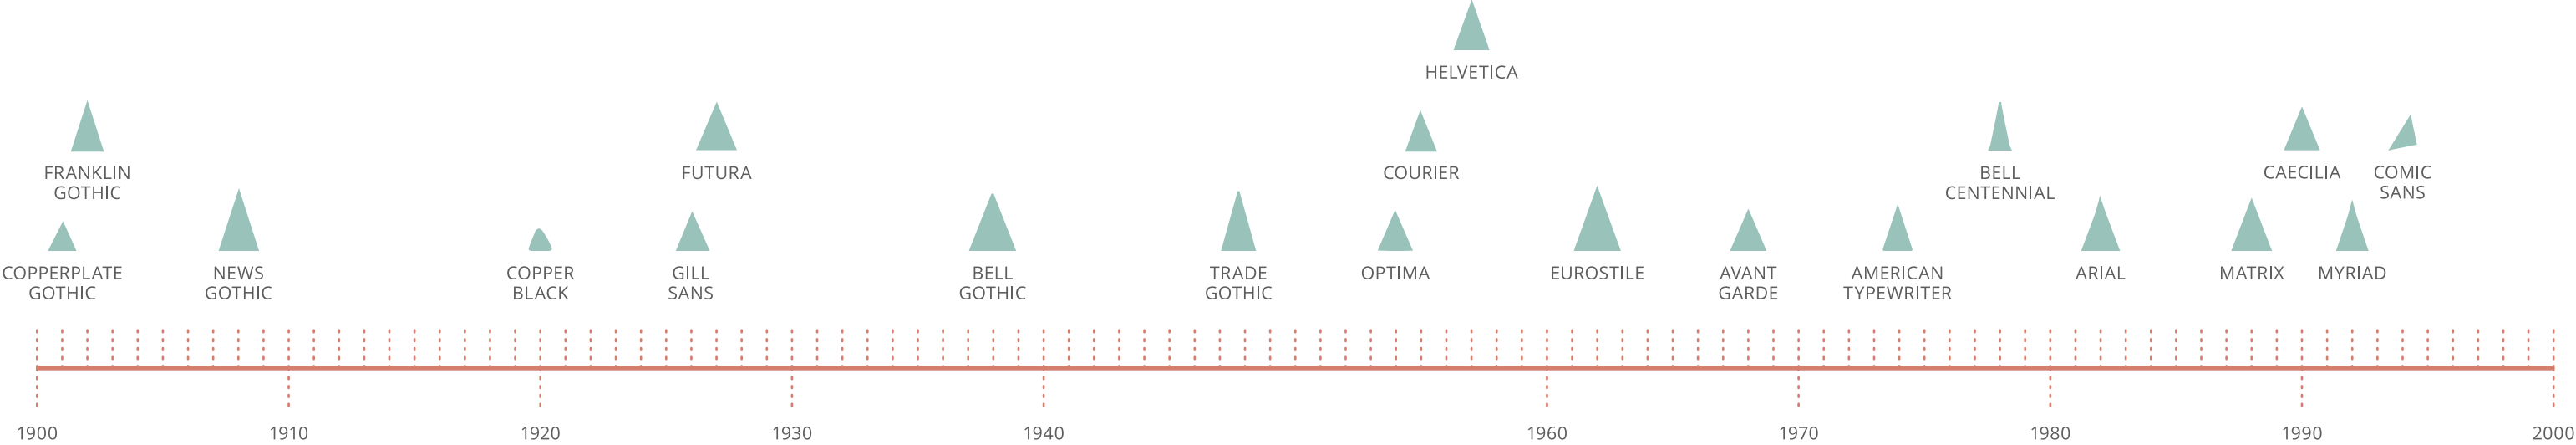 HELVETICA
FRANKLIN
GOTHIC
FUTURA
COURIER
BELL
CENTENNIAL
CAECILIA
COMIC
SANS
COPPERPLATE
GOTHIC
NEWS
GOTHIC
COPPER
BLACK
GILL
SANS
BELL
GOTHIC
TRADE
GOTHIC
OPTIMA
EUROSTILE
AVANT
GARDE
AMERICAN
TYPEWRITER
ARIAL
MATRIX
MYRIAD
1900 1910 1920 1930 1940 1960 1970 1980 1990 2000